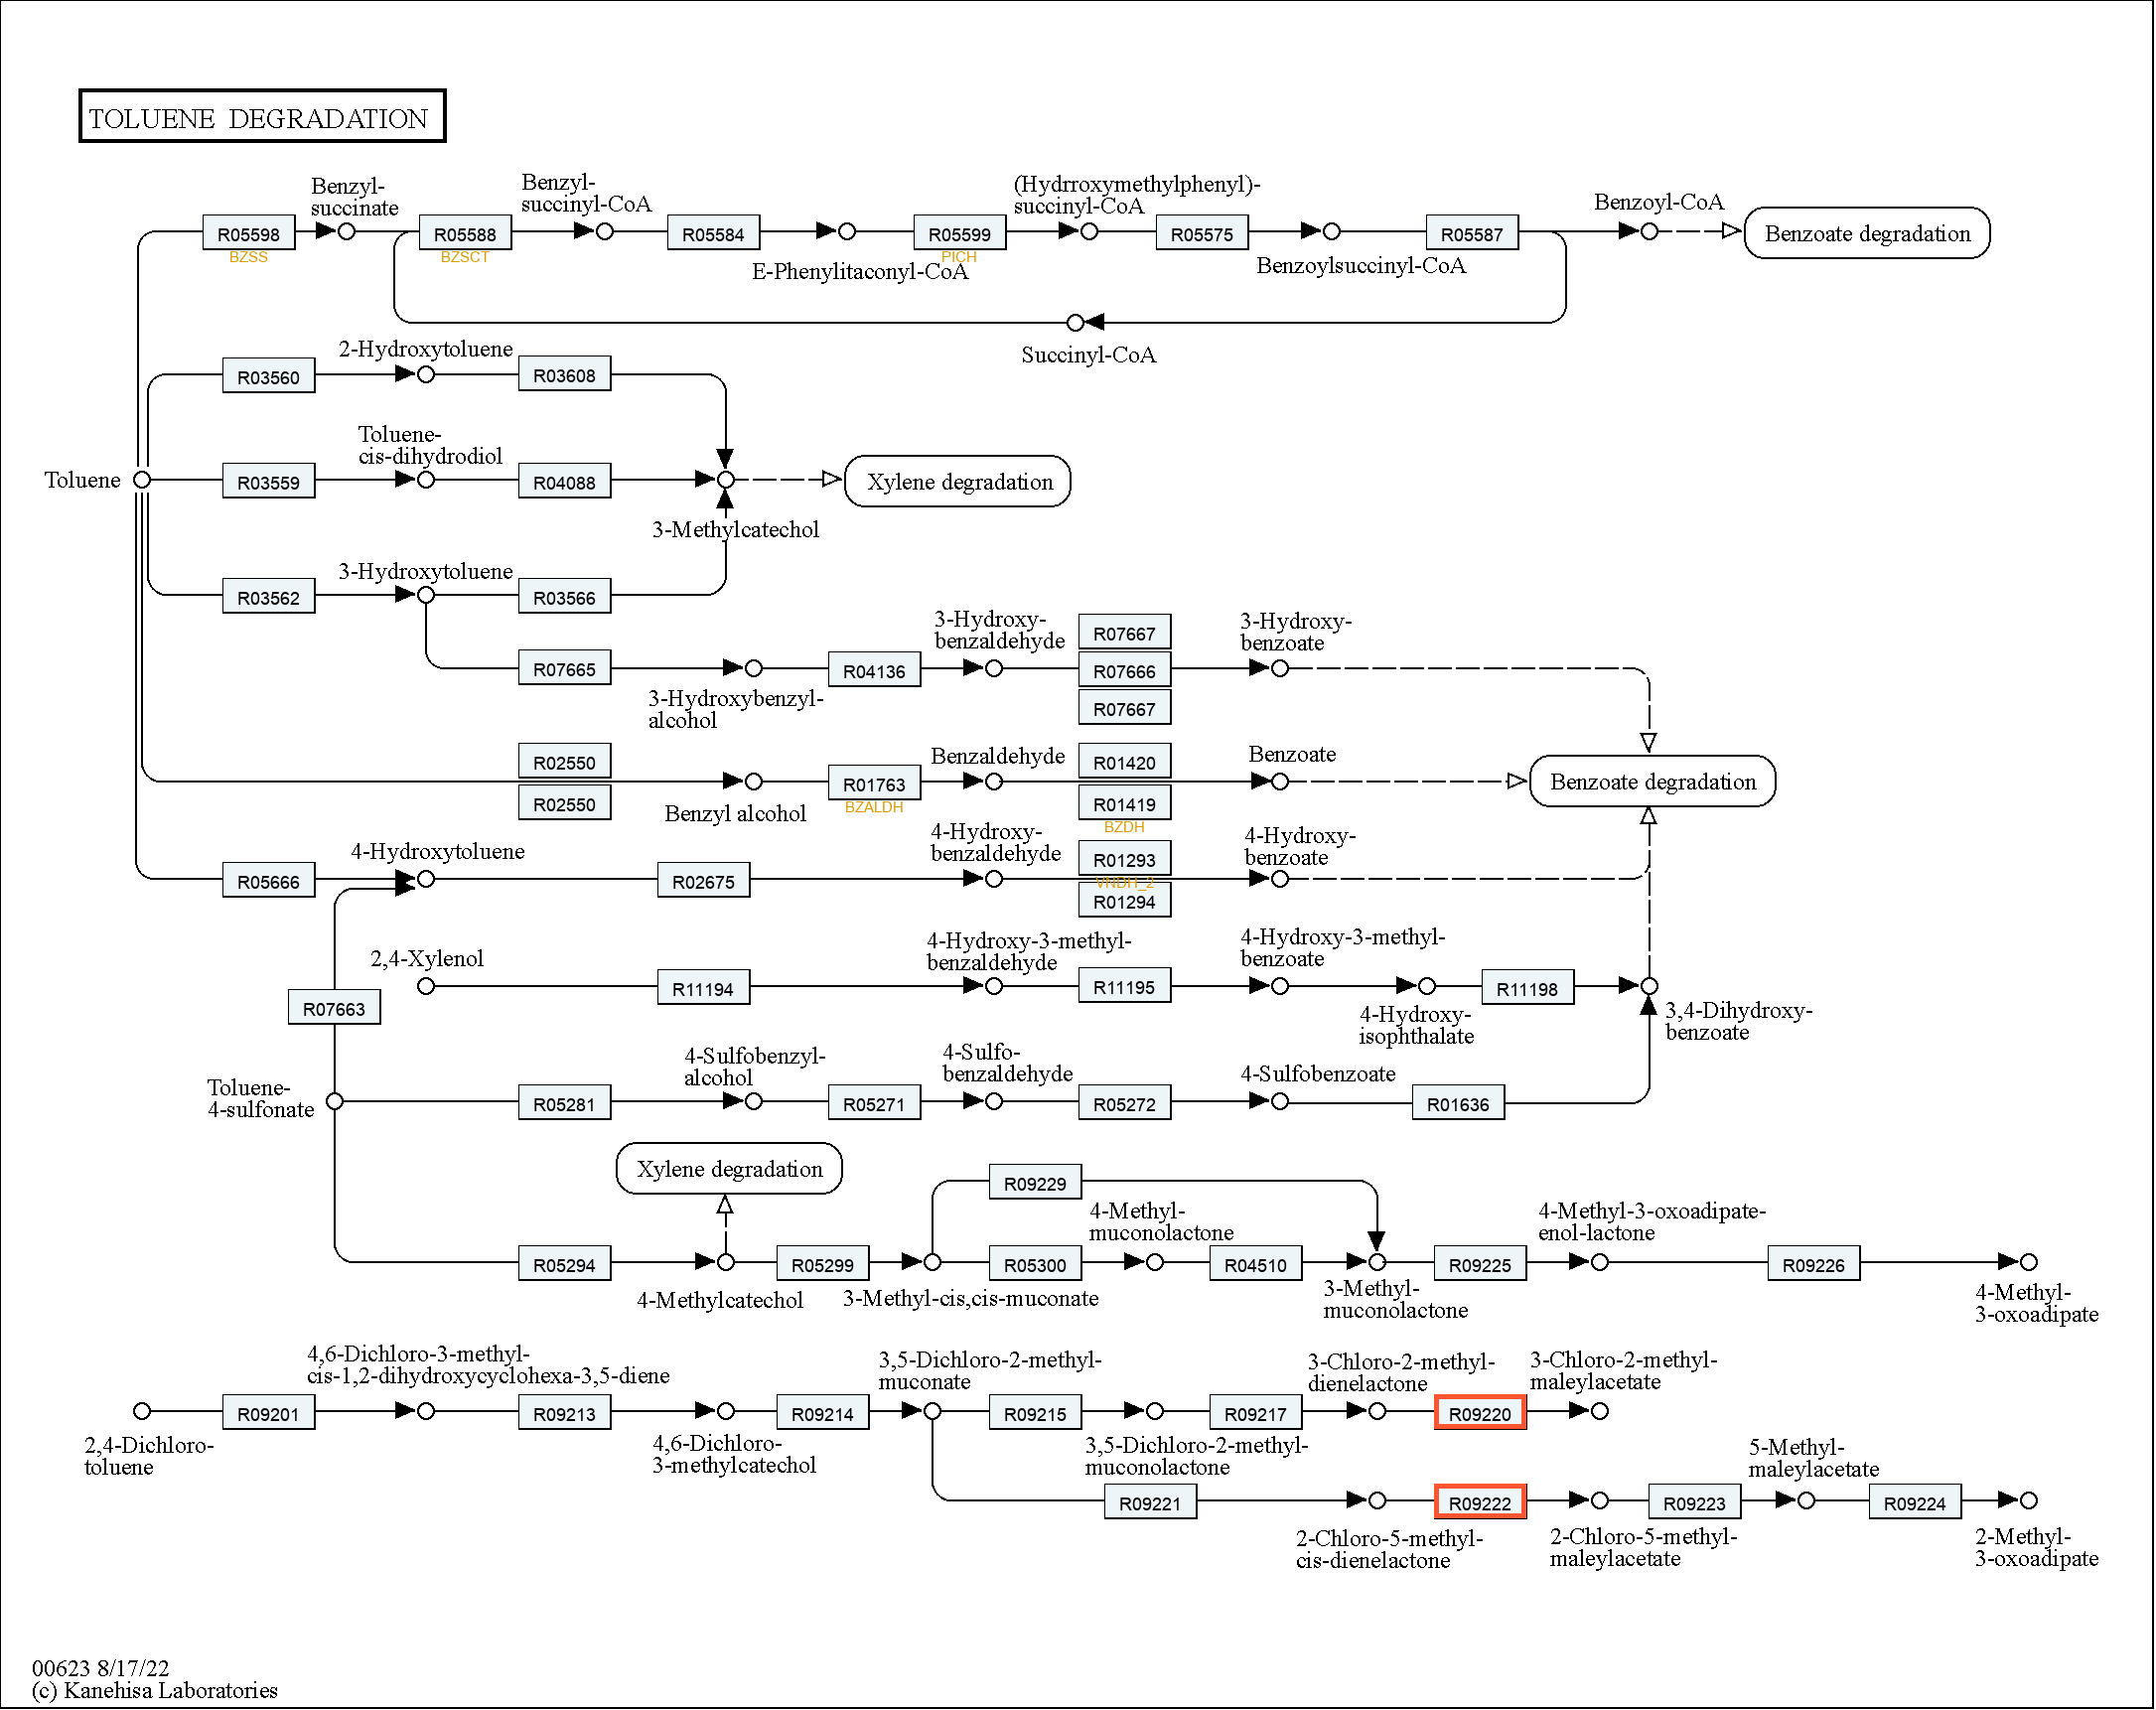 TOLUENE DEGRADATION
Benzyl-
succinate
Benzyl-
succinyl-CoA
(Hydrroxymethylphenyl)-
succinyl-CoA
Benzoyl-CoA
R05598
R05588
R05584
R05599
R05575
R05587
Benzoate degradation
BZSS
BZSCT
PICH
E-Phenylitaconyl-CoA
Benzoylsuccinyl-CoA
Succinyl-CoA
2-Hydroxytoluene
R03560
R03608
Toluene-
cis-dihydrodiol
Toluene
R03559
R04088
Xylene degradation
3-Methylcatechol
3-Hydroxytoluene
R03562
R03566
3-Hydroxy-
benzaldehyde
R07667
3-Hydroxy-
benzoate
R07665
R04136
R07666
3-Hydroxybenzyl-
alcohol
R07667
R02550
Benzaldehyde
R01420
Benzoate
R01763
Benzoate degradation
R02550
BZALDH
R01419
Benzyl alcohol
BZDH
4-Hydroxytoluene
4-Hydroxy-
benzaldehyde
R01293
4-Hydroxy-
benzoate
R05666
R02675
VNDH_2
R01294
2,4-Xylenol
4-Hydroxy-3-methyl-
benzaldehyde
4-Hydroxy-3-methyl-
benzoate
R11194
R11195
R11198
R07663
4-Hydroxy-
isophthalate
3,4-Dihydroxy-
benzoate
4-Sulfobenzyl-
alcohol
4-Sulfo-
benzaldehyde
4-Sulfobenzoate
Toluene-
4-sulfonate
R05281
R05271
R05272
R01636
Xylene degradation
R09229
4-Methyl-
muconolactone
4-Methyl-3-oxoadipate-
enol-lactone
R05294
R05299
R05300
R04510
R09225
R09226
4-Methylcatechol
3-Methyl-cis,cis-muconate
3-Methyl-
muconolactone
4-Methyl-
3-oxoadipate
4,6-Dichloro-3-methyl-
cis-1,2-dihydroxycyclohexa-3,5-diene
3,5-Dichloro-2-methyl-
muconate
3-Chloro-2-methyl-
dienelactone
3-Chloro-2-methyl-
maleylacetate
R09201
R09213
R09214
R09215
R09217
R09220
2,4-Dichloro-
toluene
4,6-Dichloro-
3-methylcatechol
3,5-Dichloro-2-methyl-
muconolactone
5-Methyl-
maleylacetate
R09221
R09222
R09223
R09224
2-Chloro-5-methyl-
cis-dienelactone
2-Chloro-5-methyl-
maleylacetate
2-Methyl-
3-oxoadipate
00623 8/17/22
(c) Kanehisa Laboratories